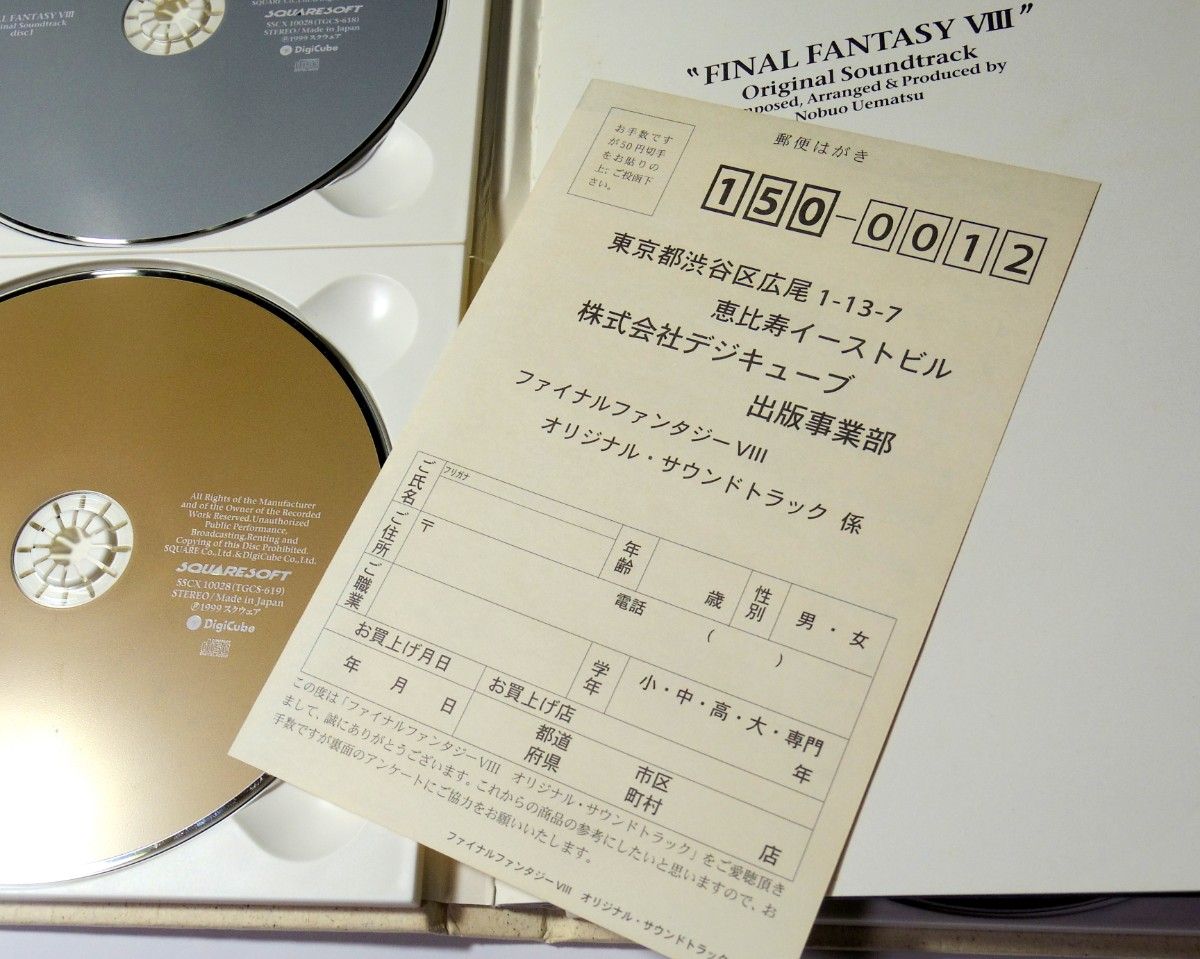 FINAL FANTASY VIII
Original Soundtrack
disc1
SQUARESOFT
SSCX 10028 (TGCS-618)
STEREO/Made in Japan
Ⓟ1999 スクウェア
DigiCube
All Rights of the Manufacturer
and of the Owner of the Recorded
Work Reserved.Unauthorized
Public Performance,
Broadcasting,Renting and
Copying of this Disc Prohibited.
SQUARE Co.,Ltd.&DigiCube Co.,Ltd.
SQUARESOFT
SSCX 10028(TGCS-619)
STEREO/Made in Japan
Ⓟ1999 スクウェア
DigiCube
〝FINAL FANTASY VIII”
Original Soundtrack
Arranged & Produced by
Nobuo Uematsu
お手数です
が50円切手
をお貼りの
上、ご投函下
さい。
郵便はがき
150-0012
東京都渋谷区広尾 1-13-7
恵比寿イーストビル
株式会社デジキューブ
出版事業部
ファイナルファンタジーVIII
オリジナル・サウンドトラック 係
ご氏名
フリガナ
年齢
歳
性別
男・女
ご住所
〒
電話 ( )
ご職業
学年
小・中・高・大・専門
年
お買上げ月日
年 月 日
お買上げ店
都道
府県
市区
町村
店
この度は「ファイナルファンタジーVIII オリジナル・サウンドトラック」をご愛聴頂き
まして、誠にありがとうございます。これからの商品の参考にしたいと思いますので、お
手数ですが裏面のアンケートにご協力をお願いいたします。
ファイナルファンタジーVIII オリジナル・サウンドトラック